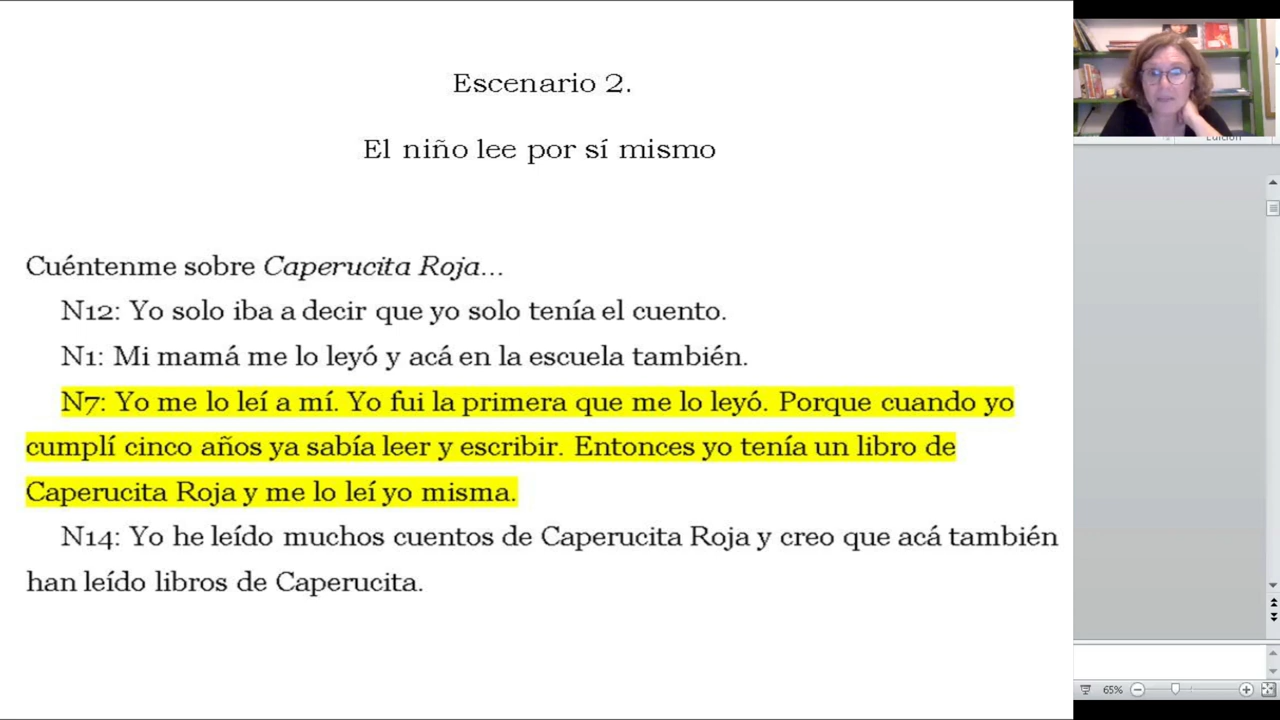 Escenario 2.
El niño lee por sí mismo
Cuéntenme sobre Caperucita Roja...
N12: Yo solo iba a decir que yo solo tenía el cuento.
N1: Mi mamá me lo leyó y acá en la escuela también.
N7: Yo me lo leí a mí. Yo fui la primera que me lo leyó. Porque cuando yo
cumplí cinco años ya sabía leer y escribir. Entonces yo tenía un libro de
Caperucita Roja y me lo leí yo misma.
N14: Yo he leído muchos cuentos de Caperucita Roja y creo que acá también
han leído libros de Caperucita.
65%